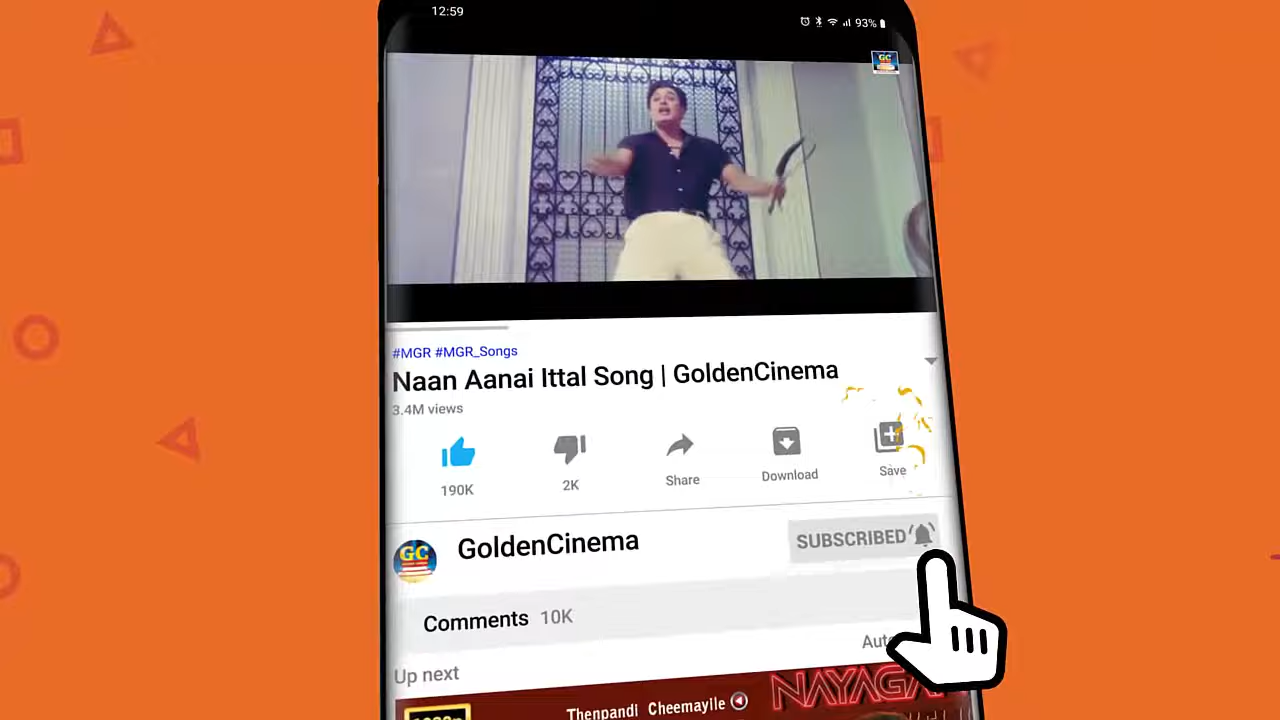 12:59
93%
GC
#MGR #MGR_Songs
Naan Aanai Ittal Song | GoldenCinema
3.4M views
190K
2K
Share
Download
Save
GC
GoldenCinema
SUBSCRIBED
Comments 10K
Up next
Thenpandi Cheemaylle